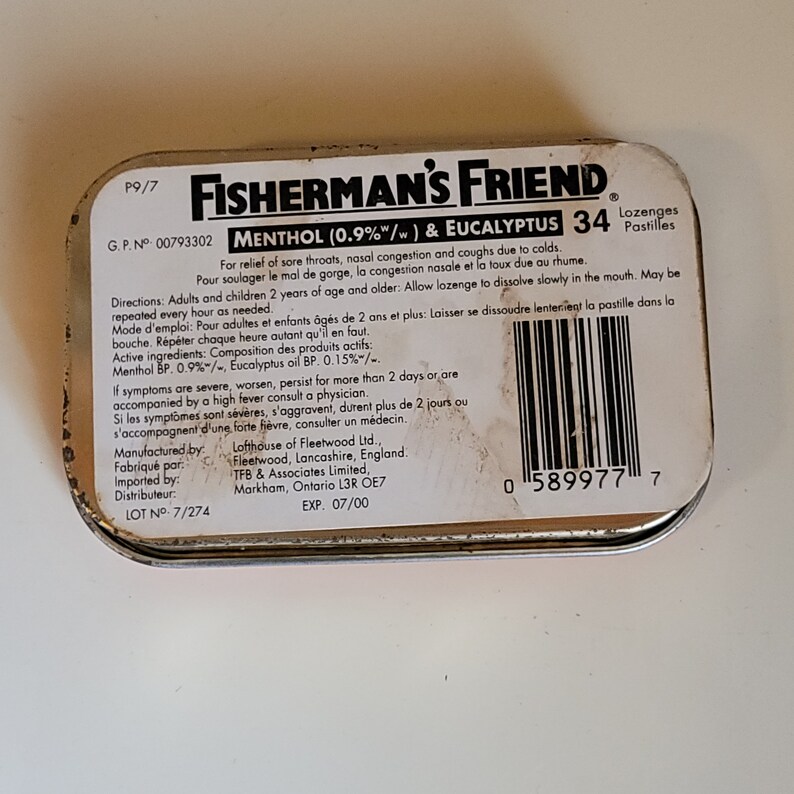 P9/7
FISHERMAN'S FRIEND®
G. P. Nº· 00793302
MENTHOL (0.9%w/w) & EUCALYPTUS 34 Lozenges
Pastilles
For relief of sore throats, nasal congestion and coughs due to colds.
Pour soulager le mal de gorge, la congestion nasale et la toux due au rhume.
Directions: Adults and children 2 years of age and older: Allow lozenge to dissolve slowly in the mouth. May be
repeated every hour as needed.
Mode d'emploi: Pour adultes et enfants âgés de 2 ans et plus: Laisser se dissoudre lentement la pastille dans la
bouche. Répéter chaque heure autant qu'il en faut.
Active ingredients: Composition des produits actifs:
Menthol BP. 0.9%w/w, Eucalyptus oil BP. 0.15%w/w.
If symptoms are severe, worsen, persist for more than 2 days or are
accompanied by a high fever consult a physician.
Si les symptômes sont sévères, s'aggravent, durent plus de 2 jours ou
s'accompagnent d'une forte fièvre, consulter un médecin.
Manufactured by: Lofthouse of Fleetwood Ltd.,
Fabriqué par: Fleetwood, Lancashire, England.
Imported by: TFB & Associates Limited,
Distributeur: Markham, Ontario L3R OE7
LOT Nº· 7/274 EXP. 07/00
0 589977 7